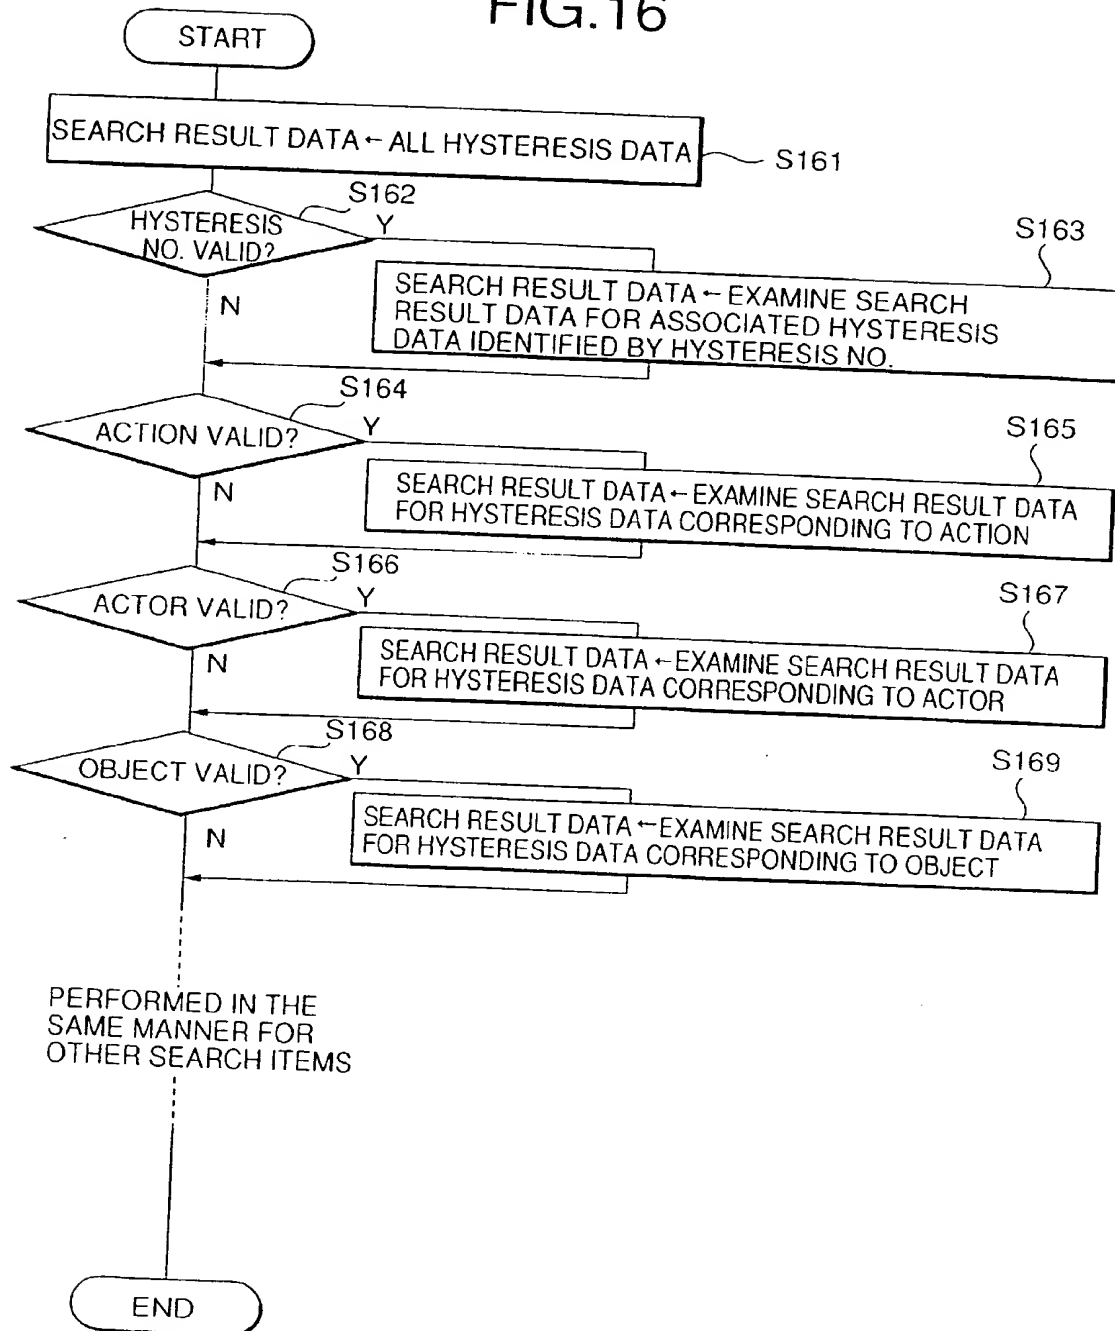 FIG.16
START
SEARCH RESULT DATA←ALL HYSTERESIS DATA
S161
S162
HYSTERESIS
NO. VALID?
Y
N
S163
SEARCH RESULT DATA←EXAMINE SEARCH
RESULT DATA FOR ASSOCIATED HYSTERESIS
DATA IDENTIFIED BY HYSTERESIS NO.
S164
ACTION VALID?
Y
N
S165
SEARCH RESULT DATA←EXAMINE SEARCH RESULT DATA
FOR HYSTERESIS DATA CORRESPONDING TO ACTION
S166
ACTOR VALID?
Y
N
S167
SEARCH RESULT DATA←EXAMINE SEARCH RESULT DATA
FOR HYSTERESIS DATA CORRESPONDING TO ACTOR
S168
OBJECT VALID?
Y
N
S169
SEARCH RESULT DATA←EXAMINE SEARCH RESULT DATA
FOR HYSTERESIS DATA CORRESPONDING TO OBJECT
PERFORMED IN THE
SAME MANNER FOR
OTHER SEARCH ITEMS
END